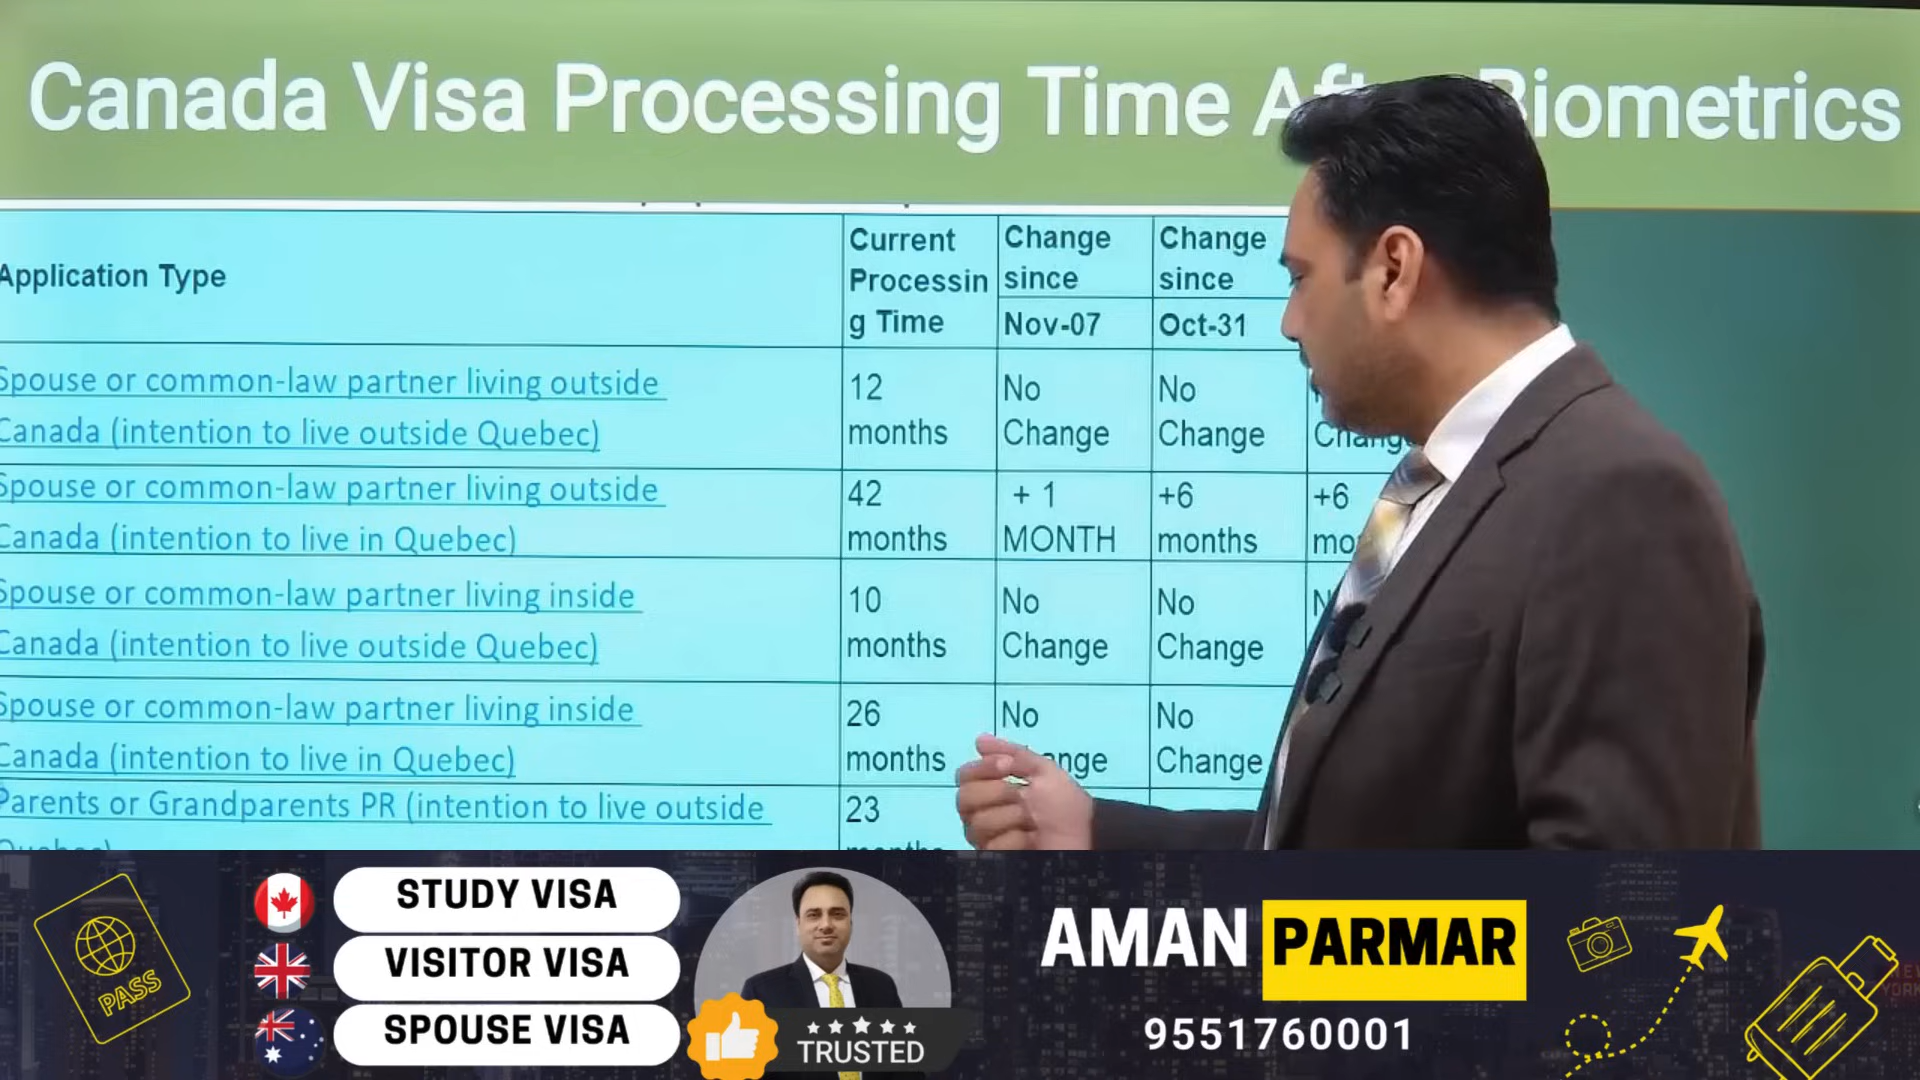 Canada Visa Processing Time Biometrics
Application Type
Current
Processin
g Time
Change
since
Nov-07
Change
since
Oct-31
Spouse or common-law partner living outside
Canada (intention to live outside Quebec)
12
months
No
Change
No
Change
Spouse or common-law partner living outside
Canada (intention to live in Quebec)
42
months
+ 1
MONTH
+6
months
+6
Spouse or common-law partner living inside
Canada (intention to live outside Quebec)
10
months
No
Change
No
Change
Spouse or common-law partner living inside
Canada (intention to live in Quebec)
26
months
No
No
Change
Parents or Grandparents PR (intention to live outside
23
PASS
STUDY VISA
VISITOR VISA
SPOUSE VISA
TRUSTED
AMAN PARMAR
9551760001